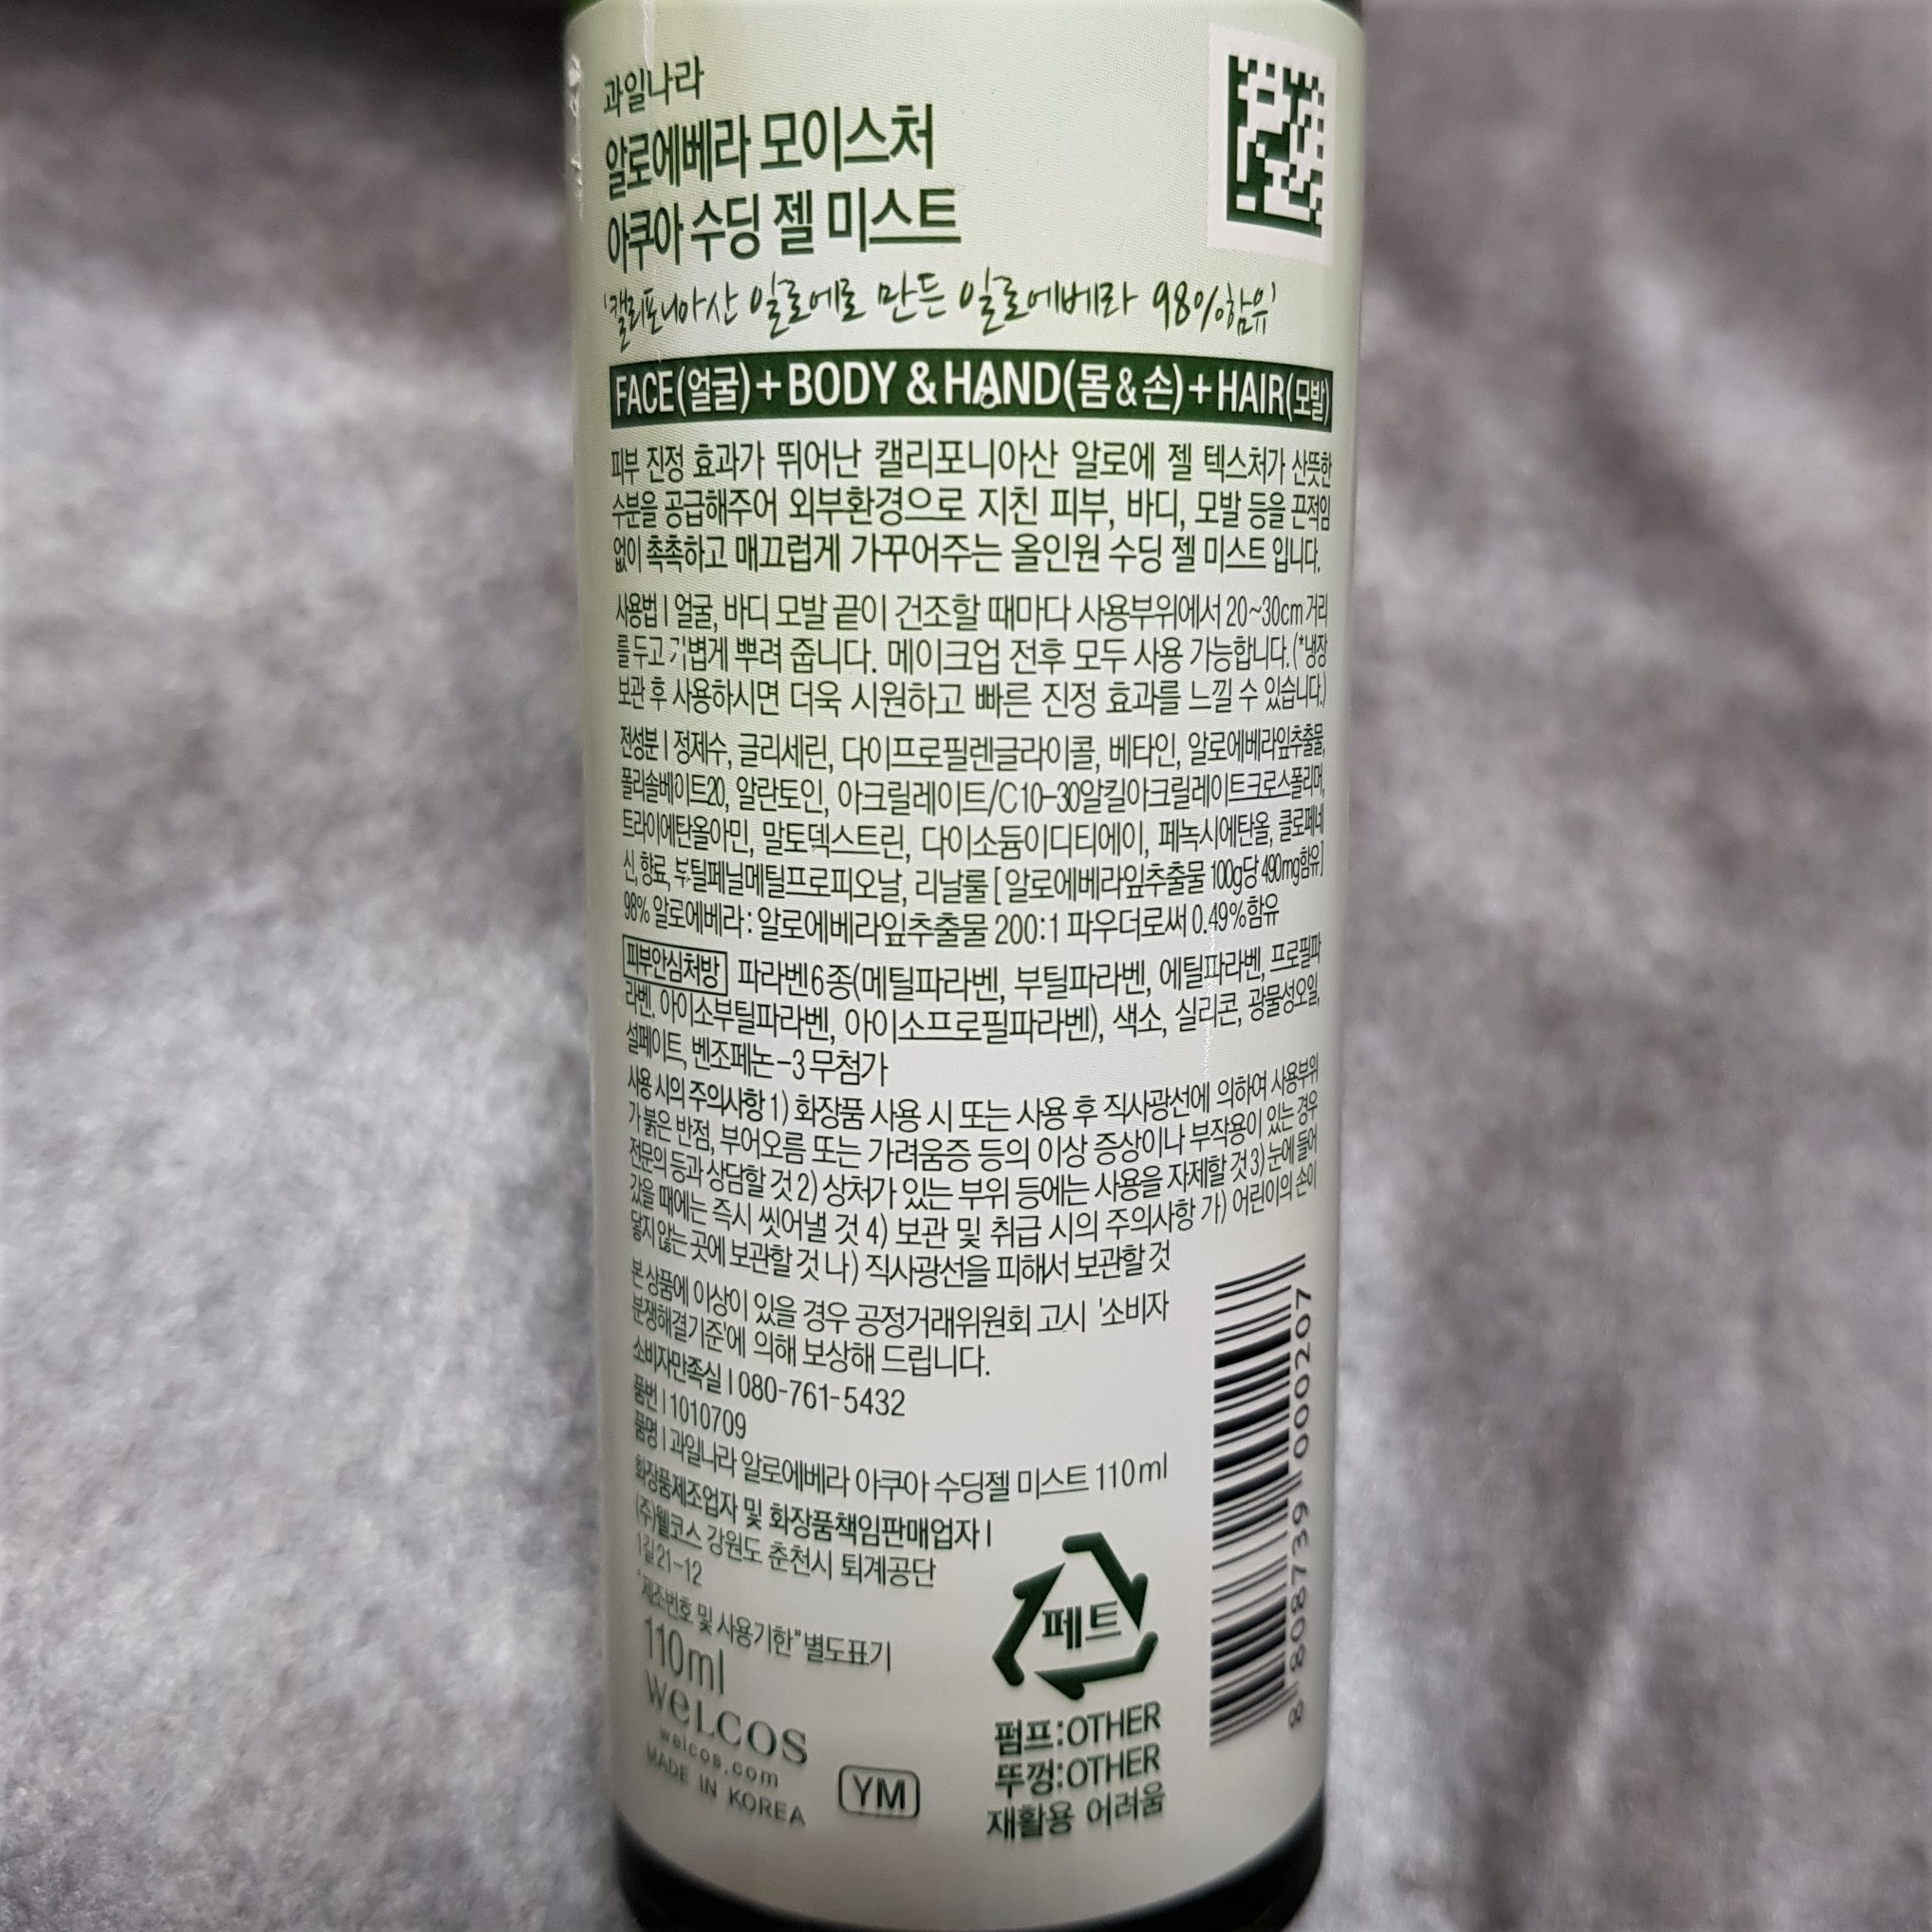 과일나라
알로에베라 모이스처
아쿠아 수딩 젤 미스트
'캘리포니아산 알로에로 만든 알로에베라 98%함유'
FACE(얼굴)+BODY & HAND(몸&손)+HAIR(모발)
피부 진정 효과가 뛰어난 캘리포니아산 알로에 젤 텍스처가 산뜻한
수분을 공급해주어 외부환경으로 지친 피부, 바디, 모발 등을 끈적임
없이 촉촉하고 매끄럽게 가꾸어주는 올인원 수딩 젤 미스트 입니다.
사용법 | 얼굴, 바디 모발 끝이 건조할 때마다 사용부위에서 20~30cm 거리
를 두고 가볍게 뿌려 줍니다. 메이크업 전후 모두 사용 가능합니다. (*냉장
보관 후 사용하시면 더욱 시원하고 빠른 진정 효과를 느낄 수 있습니다.)
전성분 | 정제수, 글리세린, 다이프로필렌글라이콜, 베타인, 알로에베라잎추출물,
폴리솔베이트20, 알란토인, 아크릴레이트/C10-30알킬아크릴레이트크로스폴리머,
트라이에탄올아민, 말토덱스트린, 다이소듐이디티에이, 페녹시에탄올, 클로페네
신, 향료, 부틸페닐메틸프로피오날, 리날룰 [알로에베라잎추출물 100g당 490mg함유]
98% 알로에베라 : 알로에베라잎추출물 200:1 파우더로써 0.49%함유
피부안심처방 파라벤6종(메틸파라벤, 부틸파라벤, 에틸파라벤, 프로필파
라벤, 아이소부틸파라벤, 아이소프로필파라벤), 색소, 실리콘, 광물성오일,
설페이트, 벤조페논-3 무첨가
사용 시의 주의사항 1) 화장품 사용 시 또는 사용 후 직사광선에 의하여 사용부위
가 붉은 반점, 부어오름 또는 가려움증 등의 이상 증상이나 부작용이 있는 경우
전문의 등과 상담할 것 2) 상처가 있는 부위 등에는 사용을 자제할 것 3) 눈에 들어
갔을 때에는 즉시 씻어낼 것 4) 보관 및 취급 시의 주의사항 가) 어린이의 손이
닿지 않는 곳에 보관할 것 나) 직사광선을 피해서 보관할 것
본 상품에 이상이 있을 경우 공정거래위원회 고시 '소비자
분쟁해결기준'에 의해 보상해 드립니다.
소비자만족실 | 080-761-5432
품번 | 1010709
품명 | 과일나라 알로에베라 아쿠아 수딩젤 미스트 110ml
화장품제조업자 및 화장품책임판매업자 |
(주)웰코스 강원도 춘천시 퇴계공단
1길 21-12
"제조번호 및 사용기한" 별도표기
110ml
WELCOS
welcos.com
MADE IN KOREA
YM
페트
펌프:OTHER
뚜껑:OTHER
재활용 어려움
8 808739 000207